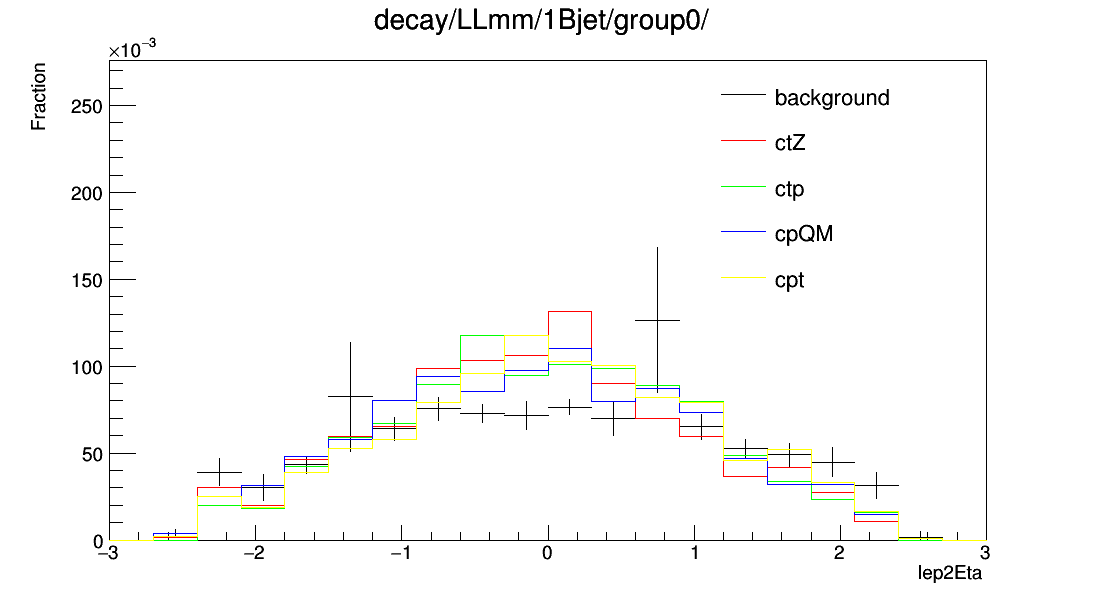 decay/LLmm/1Bjet/group0/
×10⁻³
Fraction
250
200
150
100
50
0
background
ctZ
ctp
cpQM
cpt
−3 −2 −1 0 1 2 3
lep2Eta